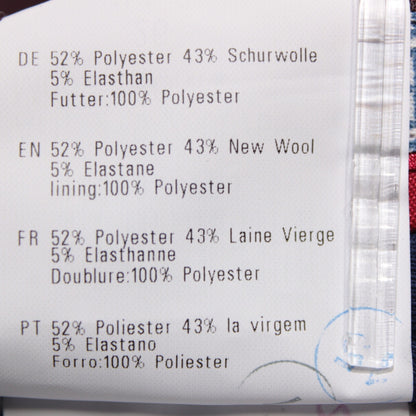 DE 52% Polyester 43% Schurwolle
5% Elasthan
Futter:100% Polyester
EN 52% Polyester 43% New Wool
5% Elastane
lining:100% Polyester
FR 52% Polyester 43% Laine Vierge
5% Elasthanne
Doublure:100% Polyester
PT 52% Poliester 43% la virgem
5% Elastano
Forro:100% Poliester